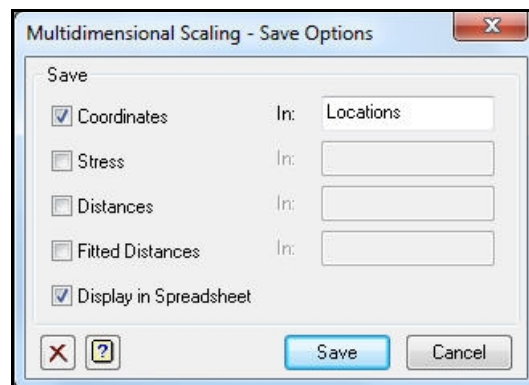 Multidimensional Scaling - Save Options
Save
Coordinates In: Locations
Stress In:
Distances In:
Fitted Distances In:
Display in Spreadsheet
Save Cancel